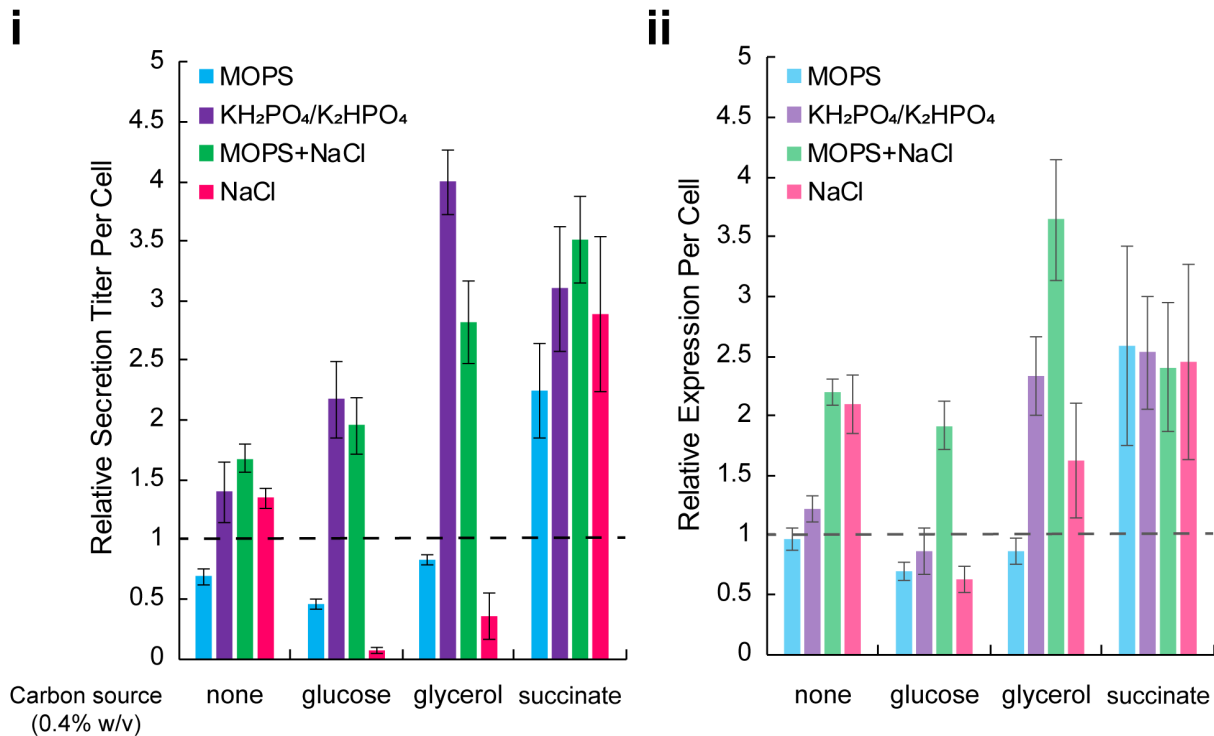 i
Relative Secretion Titer Per Cell
5
4.5
4
3.5
3
2.5
2
1.5
1
0.5
0
MOPS
KH₂PO₄/K₂HPO₄
MOPS+NaCl
NaCl
Carbon source
(0.4% w/v)
none glucose glycerol succinate
ii
Relative Expression Per Cell
5
4.5
4
3.5
3
2.5
2
1.5
1
0.5
0
MOPS
KH₂PO₄/K₂HPO₄
MOPS+NaCl
NaCl
none glucose glycerol succinate